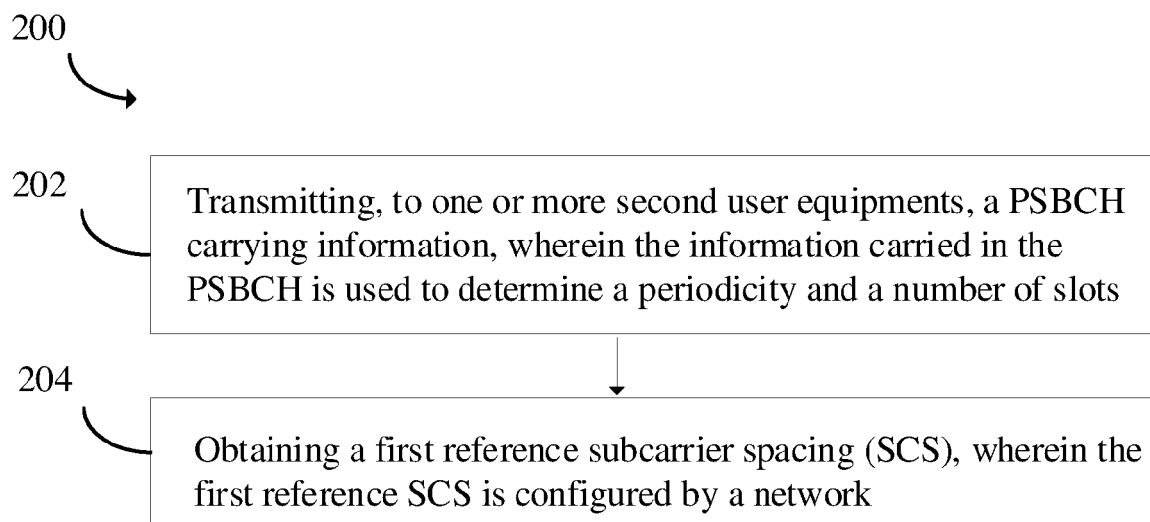 200
202
Transmitting, to one or more second user equipments, a PSBCH
carrying information, wherein the information carried in the
PSBCH is used to determine a periodicity and a number of slots
204
Obtaining a first reference subcarrier spacing (SCS), wherein the
first reference SCS is configured by a network